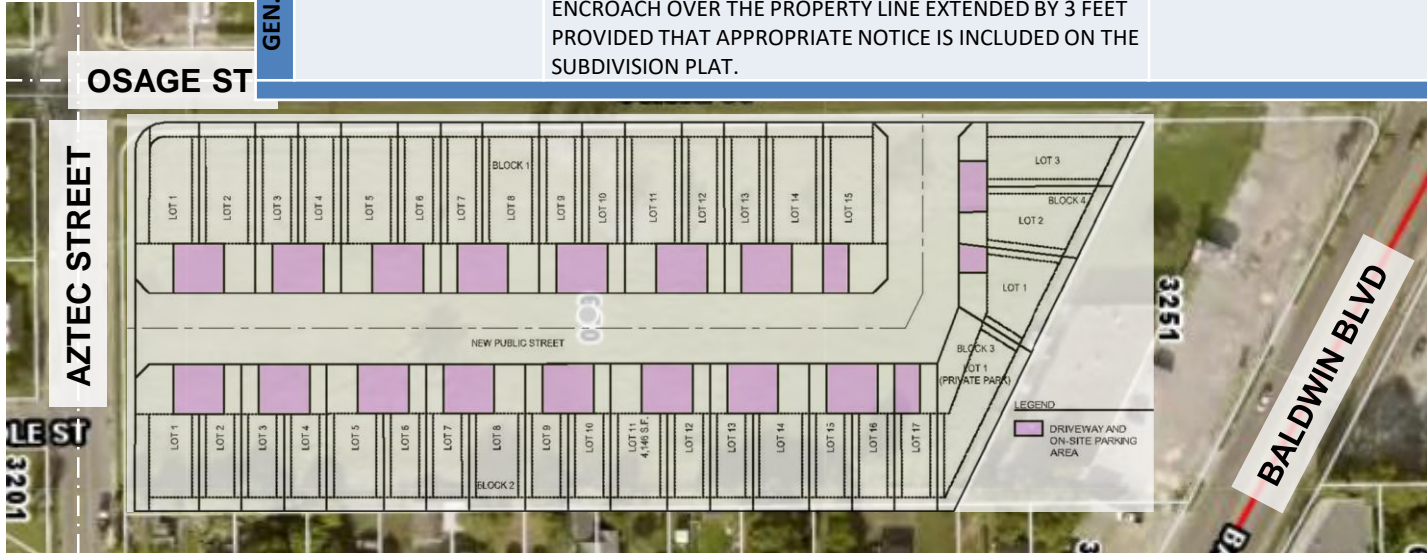 ENCROACH OVER THE PROPERTY LINE EXTENDED BY 3 FEET
PROVIDED THAT APPROPRIATE NOTICE IS INCLUDED ON THE
SUBDIVISION PLAT.
GEN.
OSAGE ST
AZTEC STREET
BLOCK 1
LOT 1
LOT 2
LOT 3
LOT 4
LOT 5
LOT 6
LOT 7
LOT 8
LOT 9
LOT 10
LOT 11
LOT 12
LOT 13
LOT 14
LOT 15
LOT 3
BLOCK 4
LOT 2
LOT 1
NEW PUBLIC STREET
BLOCK 3
LOT 1
(PRIVATE PARK)
LEGEND
DRIVEWAY AND
ON-SITE PARKING
AREA
LOT 1
LOT 2
LOT 3
LOT 4
LOT 5
LOT 6
LOT 7
LOT 8
LOT 9
LOT 10
LOT 11
4,146 S.F.
LOT 12
LOT 13
LOT 14
LOT 15
LOT 16
LOT 17
BLOCK 2
LE ST
3201
3251
BALDWIN BLVD
BA